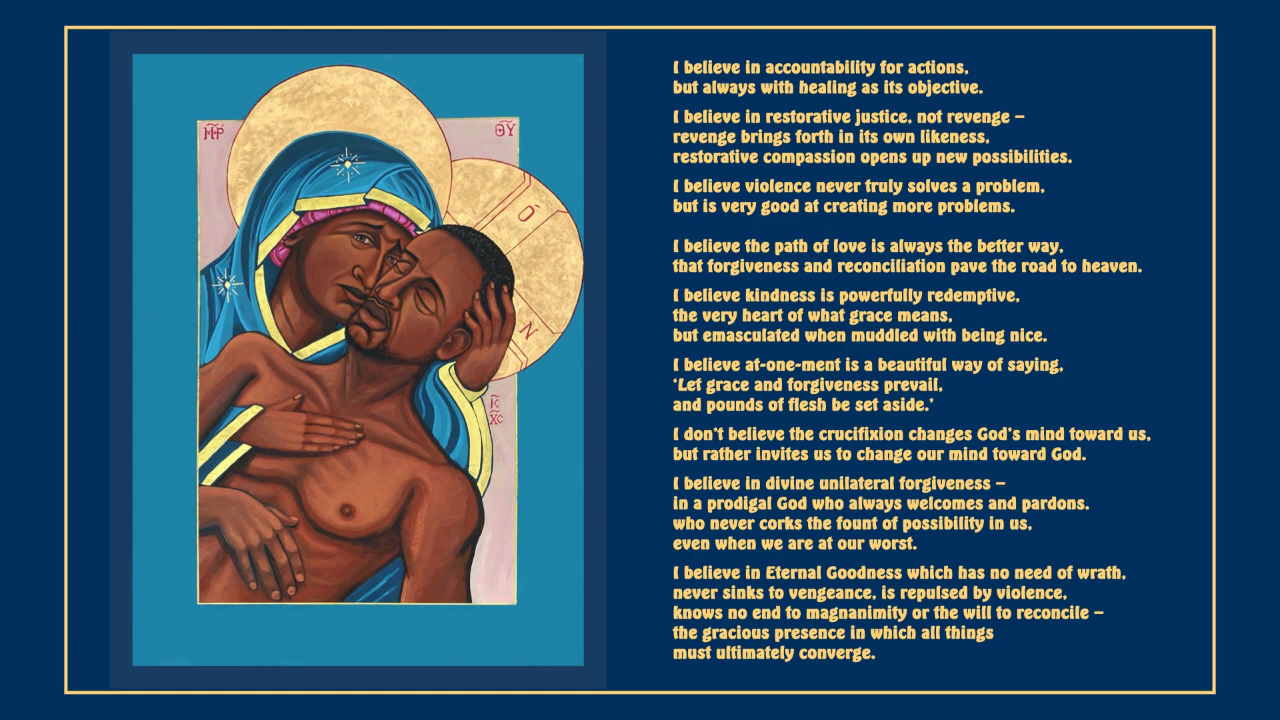 M̃P
ΘΥ
Ó
N
ĨC
X̃C
I believe in accountability for actions,
but always with healing as its objective.
I believe in restorative justice, not revenge –
revenge brings forth in its own likeness,
restorative compassion opens up new possibilities.
I believe violence never truly solves a problem,
but is very good at creating more problems.
I believe the path of love is always the better way,
that forgiveness and reconciliation pave the road to heaven.
I believe kindness is powerfully redemptive,
the very heart of what grace means,
but emasculated when muddled with being nice.
I believe at-one-ment is a beautiful way of saying,
‘Let grace and forgiveness prevail,
and pounds of flesh be set aside.’
I don’t believe the crucifixion changes God’s mind toward us,
but rather invites us to change our mind toward God.
I believe in divine unilateral forgiveness –
in a prodigal God who always welcomes and pardons.
who never corks the fount of possibility in us,
even when we are at our worst.
I believe in Eternal Goodness which has no need of wrath,
never sinks to vengeance, is repulsed by violence,
knows no end to magnanimity or the will to reconcile –
the gracious presence in which all things
must ultimately converge.